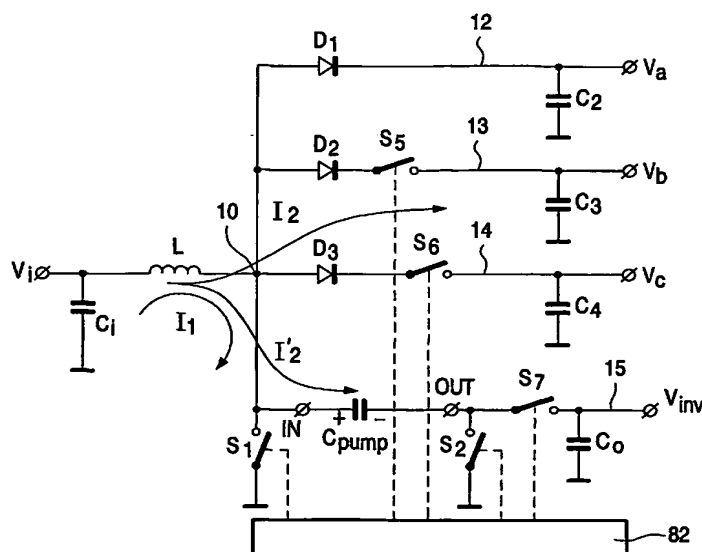 D1 12 Va
C2
D2 S5 13 Vb
C3
I2
10 D3 S6 14 Vc
L
Vi
Ci C4
I1 I'2
OUT S7 15 Vinv
IN + -
S1 Cpump S2 Co
82